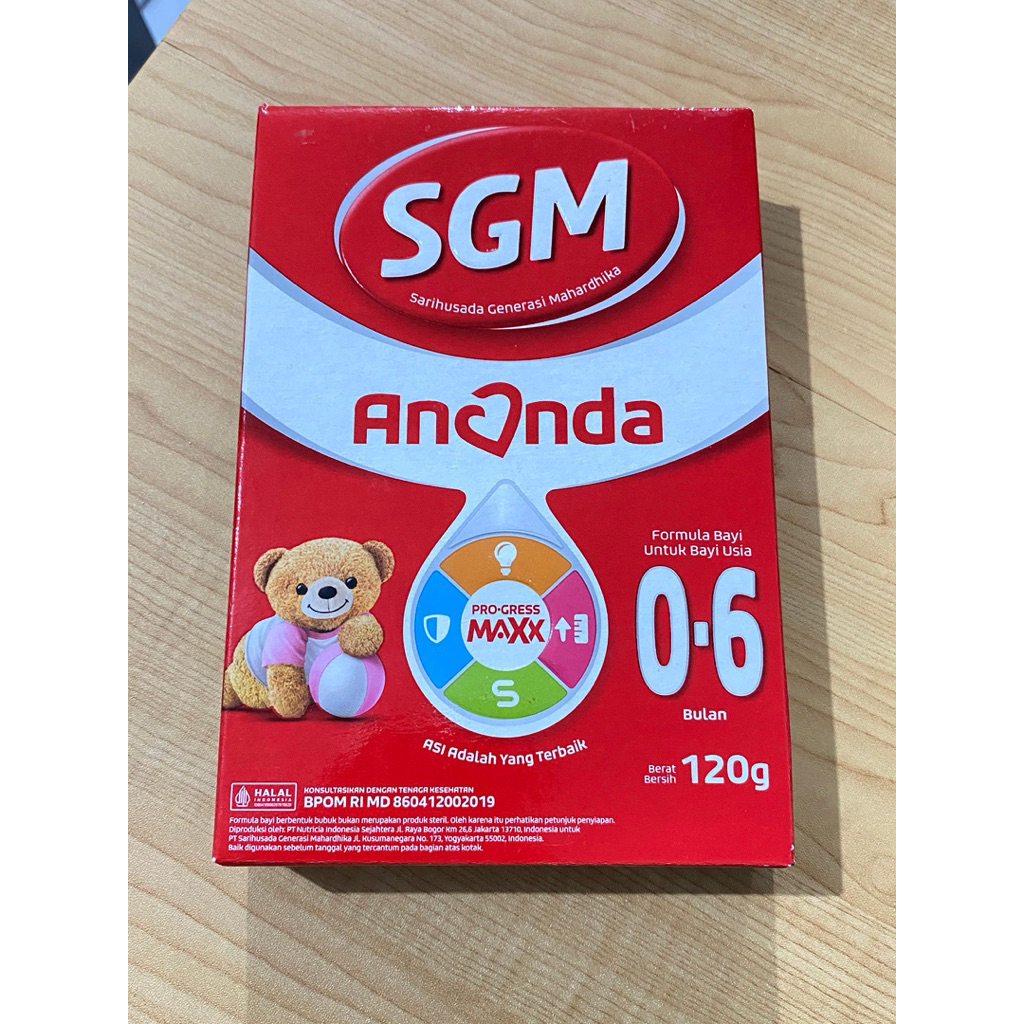 SGM
Sarihusada Generasi Mahardhika
Ananda
Formula Bayi
Untuk Bayi Usia
0-6
Bulan
PRO-GRESS
MAXX
S
ASI Adalah Yang Terbaik
Berat
Bersih 120g
HALAL
INDONESIA
KONSULTASIKAN DENGAN TENAGA KESEHATAN
BPOM RI MD 860412002019
Formula bayi berbentuk bubuk bukan merupakan produk steril. Oleh karena itu perhatikan petunjuk penyiapan.
Diproduksi oleh: PT Nutricia Indonesia Sejahtera Jl. Raya Bogor Km 26,6 Jakarta 13710, Indonesia untuk
PT Sarihusada Generasi Mahardhika Jl. Kusumanegara No. 173, Yogyakarta 55002, Indonesia.
Baik digunakan sebelum tanggal yang tercantum pada bagian atas kotak.